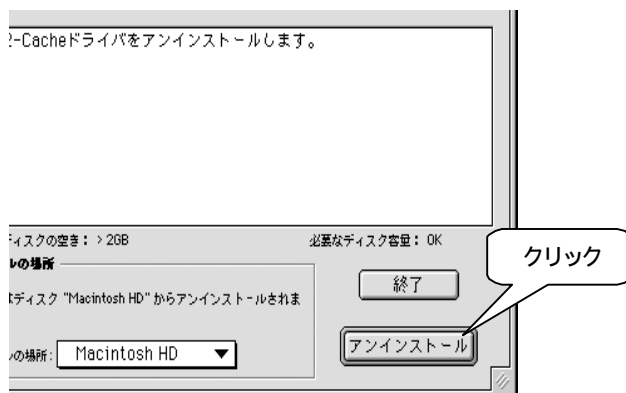 2-Cacheドライバをアンインストールします。
ディスクの空き： > 2GB 必要なディスク容量： OK
ルの場所
はディスク "Macintosh HD" からアンインストールされま
クリック
終了
ルの場所： Macintosh HD
アンインストール